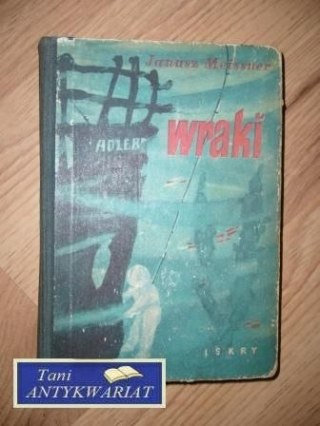 Janusz Meissner
wraki
ADLER
ISKRY
Tani
ANTYKWARIAT